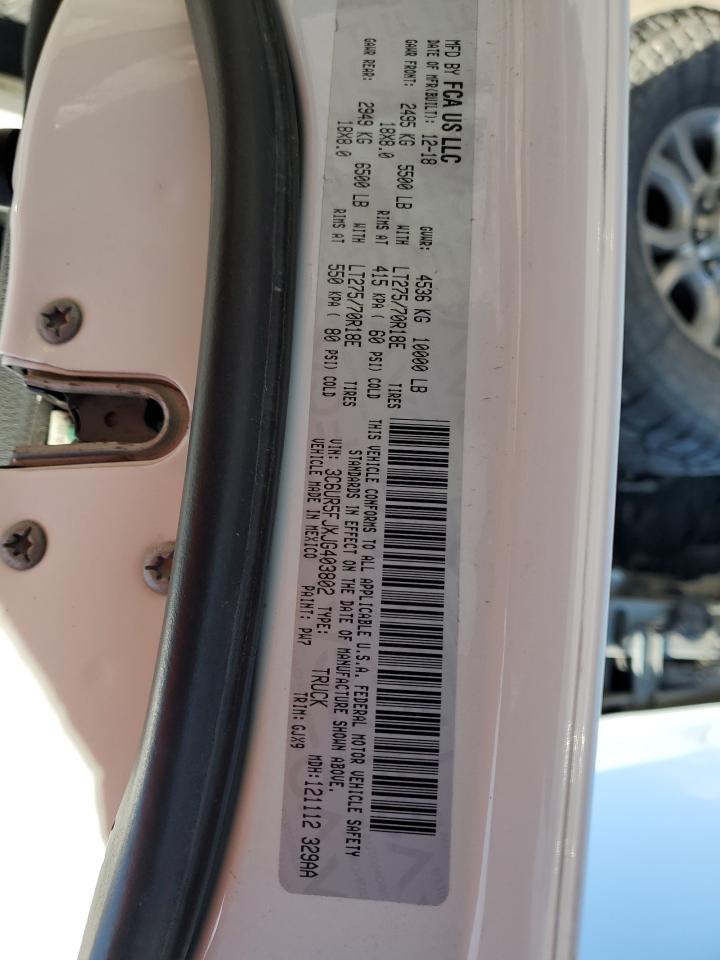 MFD BY FCA US LLC
DATE OF MFR(BUILT): 12-18 GVWR: 4536 KG 10000 LB
GAWR FRONT: 2495 KG 5500 LB WITH LT275/70R18E TIRES
18X8.0 RIMS AT 415 KPA ( 60 PSI) COLD
GAWR REAR: 2949 KG 6500 LB WITH LT275/70R18E TIRES
18X8.0 RIMS AT 550 KPA ( 80 PSI) COLD
THIS VEHICLE CONFORMS TO ALL APPLICABLE U.S.A. FEDERAL MOTOR VEHICLE SAFETY
STANDARDS IN EFFECT ON THE DATE OF MANUFACTURE SHOWN ABOVE.
VIN: 3C6UR5FJXJG403802 TYPE: TRUCK MDH:121112 329AA
VEHICLE MADE IN MEXICO PAINT: PW7 TRIM: GJX9